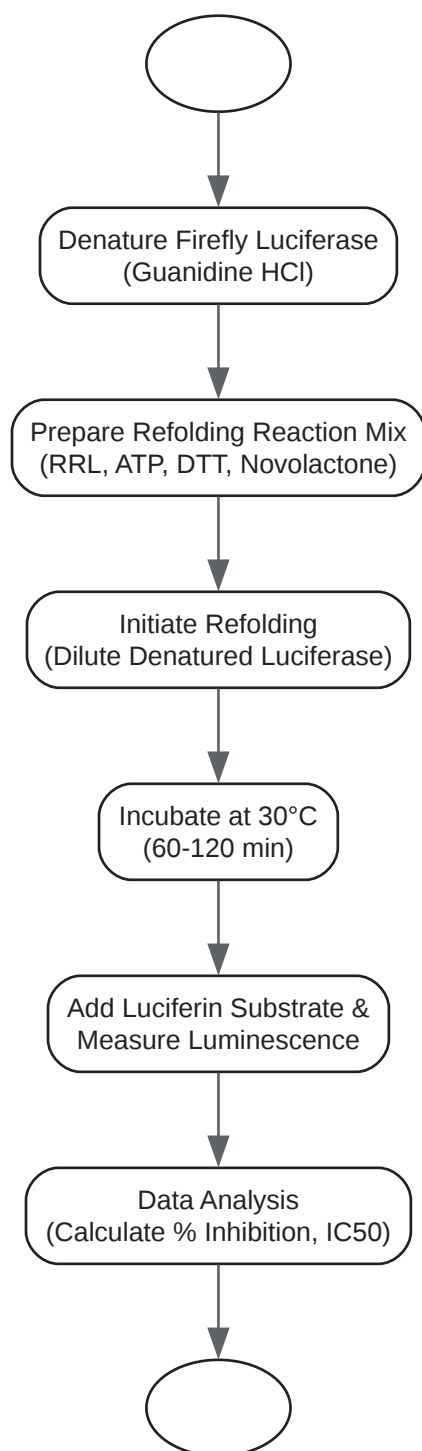 Denature Firefly Luciferase
(Guanidine HCl)
Prepare Refolding Reaction Mix
(RRL, ATP, DTT, Novolactone)
Initiate Refolding
(Dilute Denatured Luciferase)
Incubate at 30°C
(60-120 min)
Add Luciferin Substrate &
Measure Luminescence
Data Analysis
(Calculate % Inhibition, IC50)